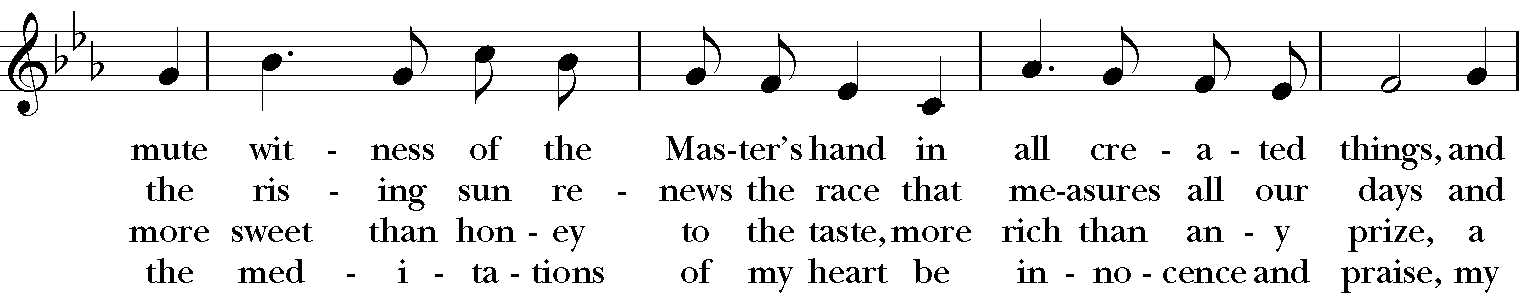 mute wit - ness of the Mas-ter's hand in all cre - a - ted things, and
the ris - ing sun re - news the race that me-asures all our days and
more sweet than hon - ey to the taste, more rich than an - y prize, a
the med - i - ta - tions of my heart be in - no - cence and praise, my